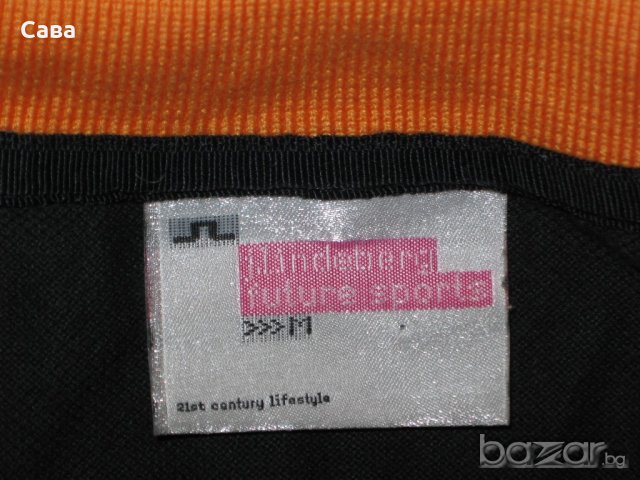 Сава
J.Lindeberg
future sports
>>>M
21st century lifestyle
bazar.bg